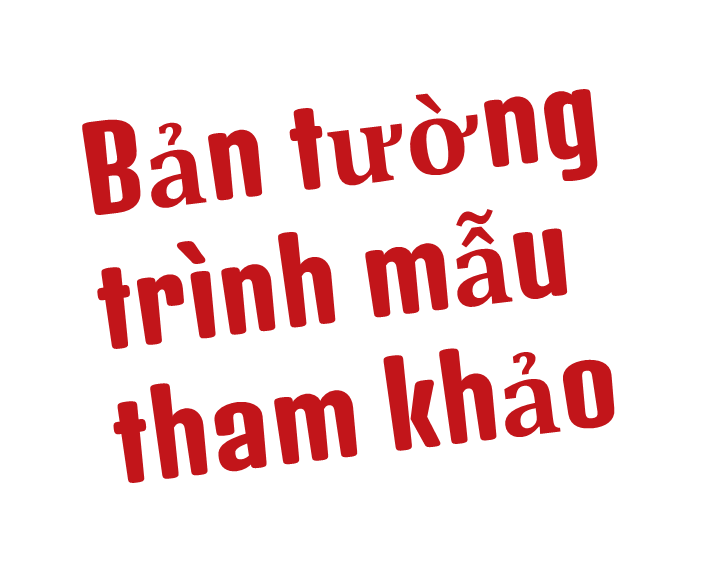 Bản tường
trình mẫu
tham khảo